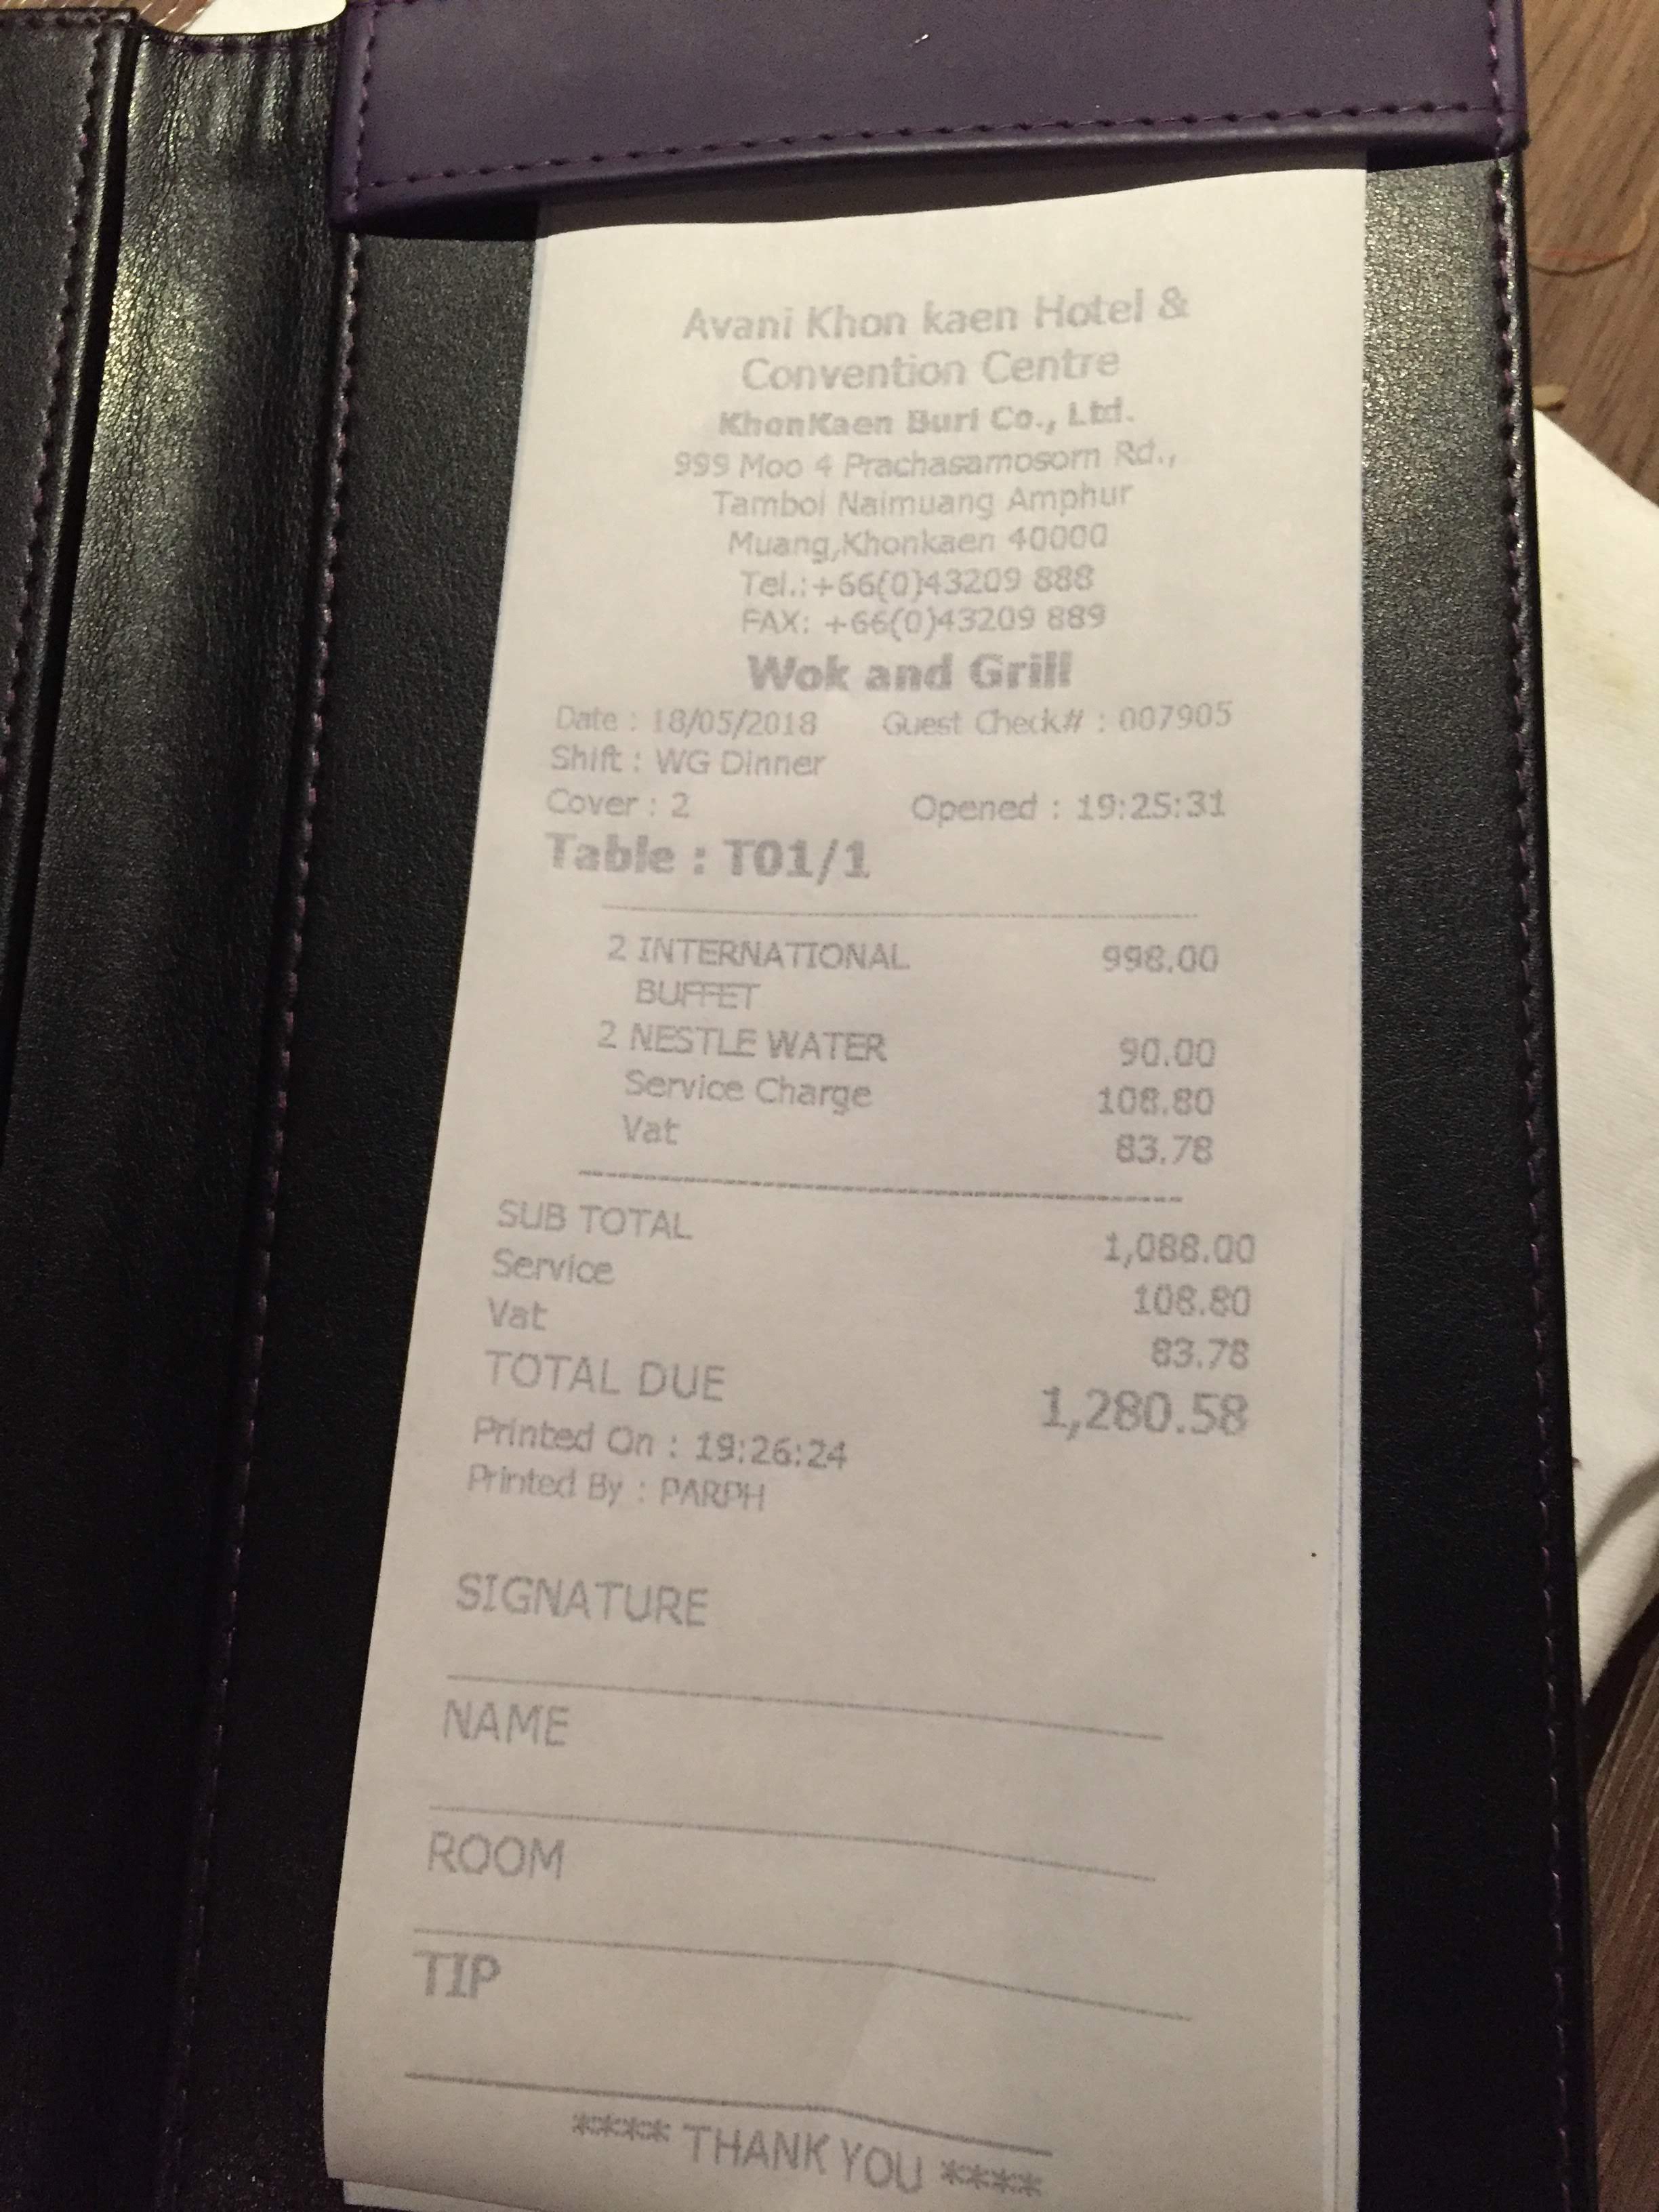 Avani Khon kaen Hotel &
Convention Centre
KhonKaen Buri Co., Ltd.
999 Moo 4 Prachasamosorn Rd.,
Tambol Naimuang Amphur
Muang,Khonkaen 40000
Tel.:+66(0)43209 888
FAX: +66(0)43209 889
Wok and Grill
Date : 18/05/2018 Guest Check# : 007905
Shift : WG Dinner
Cover : 2 Opened : 19:25:31
Table : T01/1
2 INTERNATIONAL 998.00
BUFFET
2 NESTLE WATER 90.00
Service Charge 108.80
Vat 83.78
SUB TOTAL 1,088.00
Service 108.80
Vat 83.78
TOTAL DUE 1,280.58
Printed On : 19:26:24
Printed By : PARPH
SIGNATURE
NAME
ROOM
TIP
**** THANK YOU ****